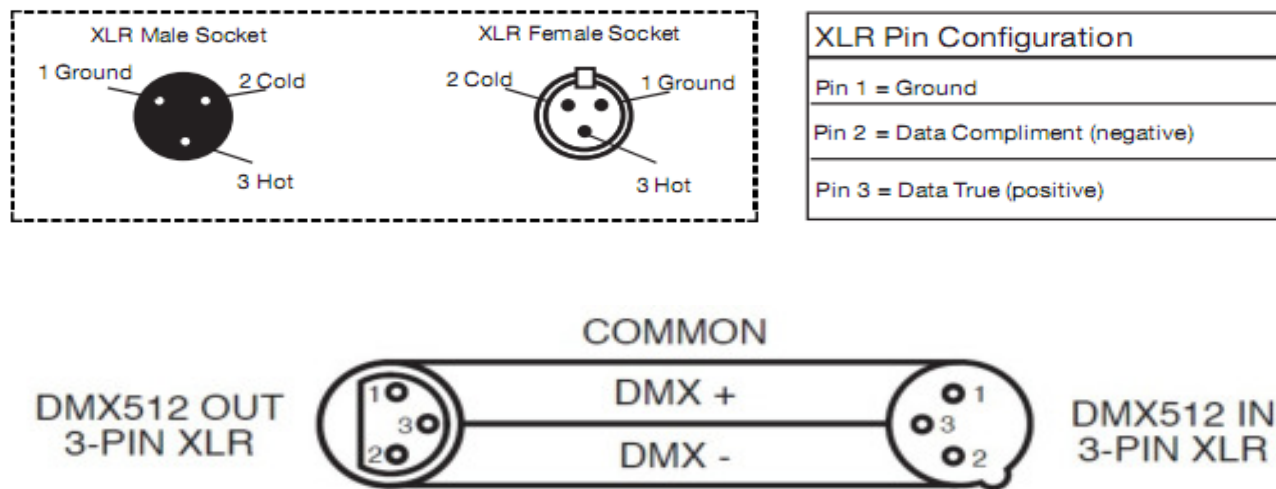 XLR Male Socket
1 Ground
2 Cold
3 Hot
XLR Female Socket
2 Cold
1 Ground
3 Hot
XLR Pin Configuration
Pin 1 = Ground
Pin 2 = Data Compliment (negative)
Pin 3 = Data True (positive)
COMMON
DMX512 OUT
3-PIN XLR
1
3
2
DMX +
DMX -
1
3
2
DMX512 IN
3-PIN XLR